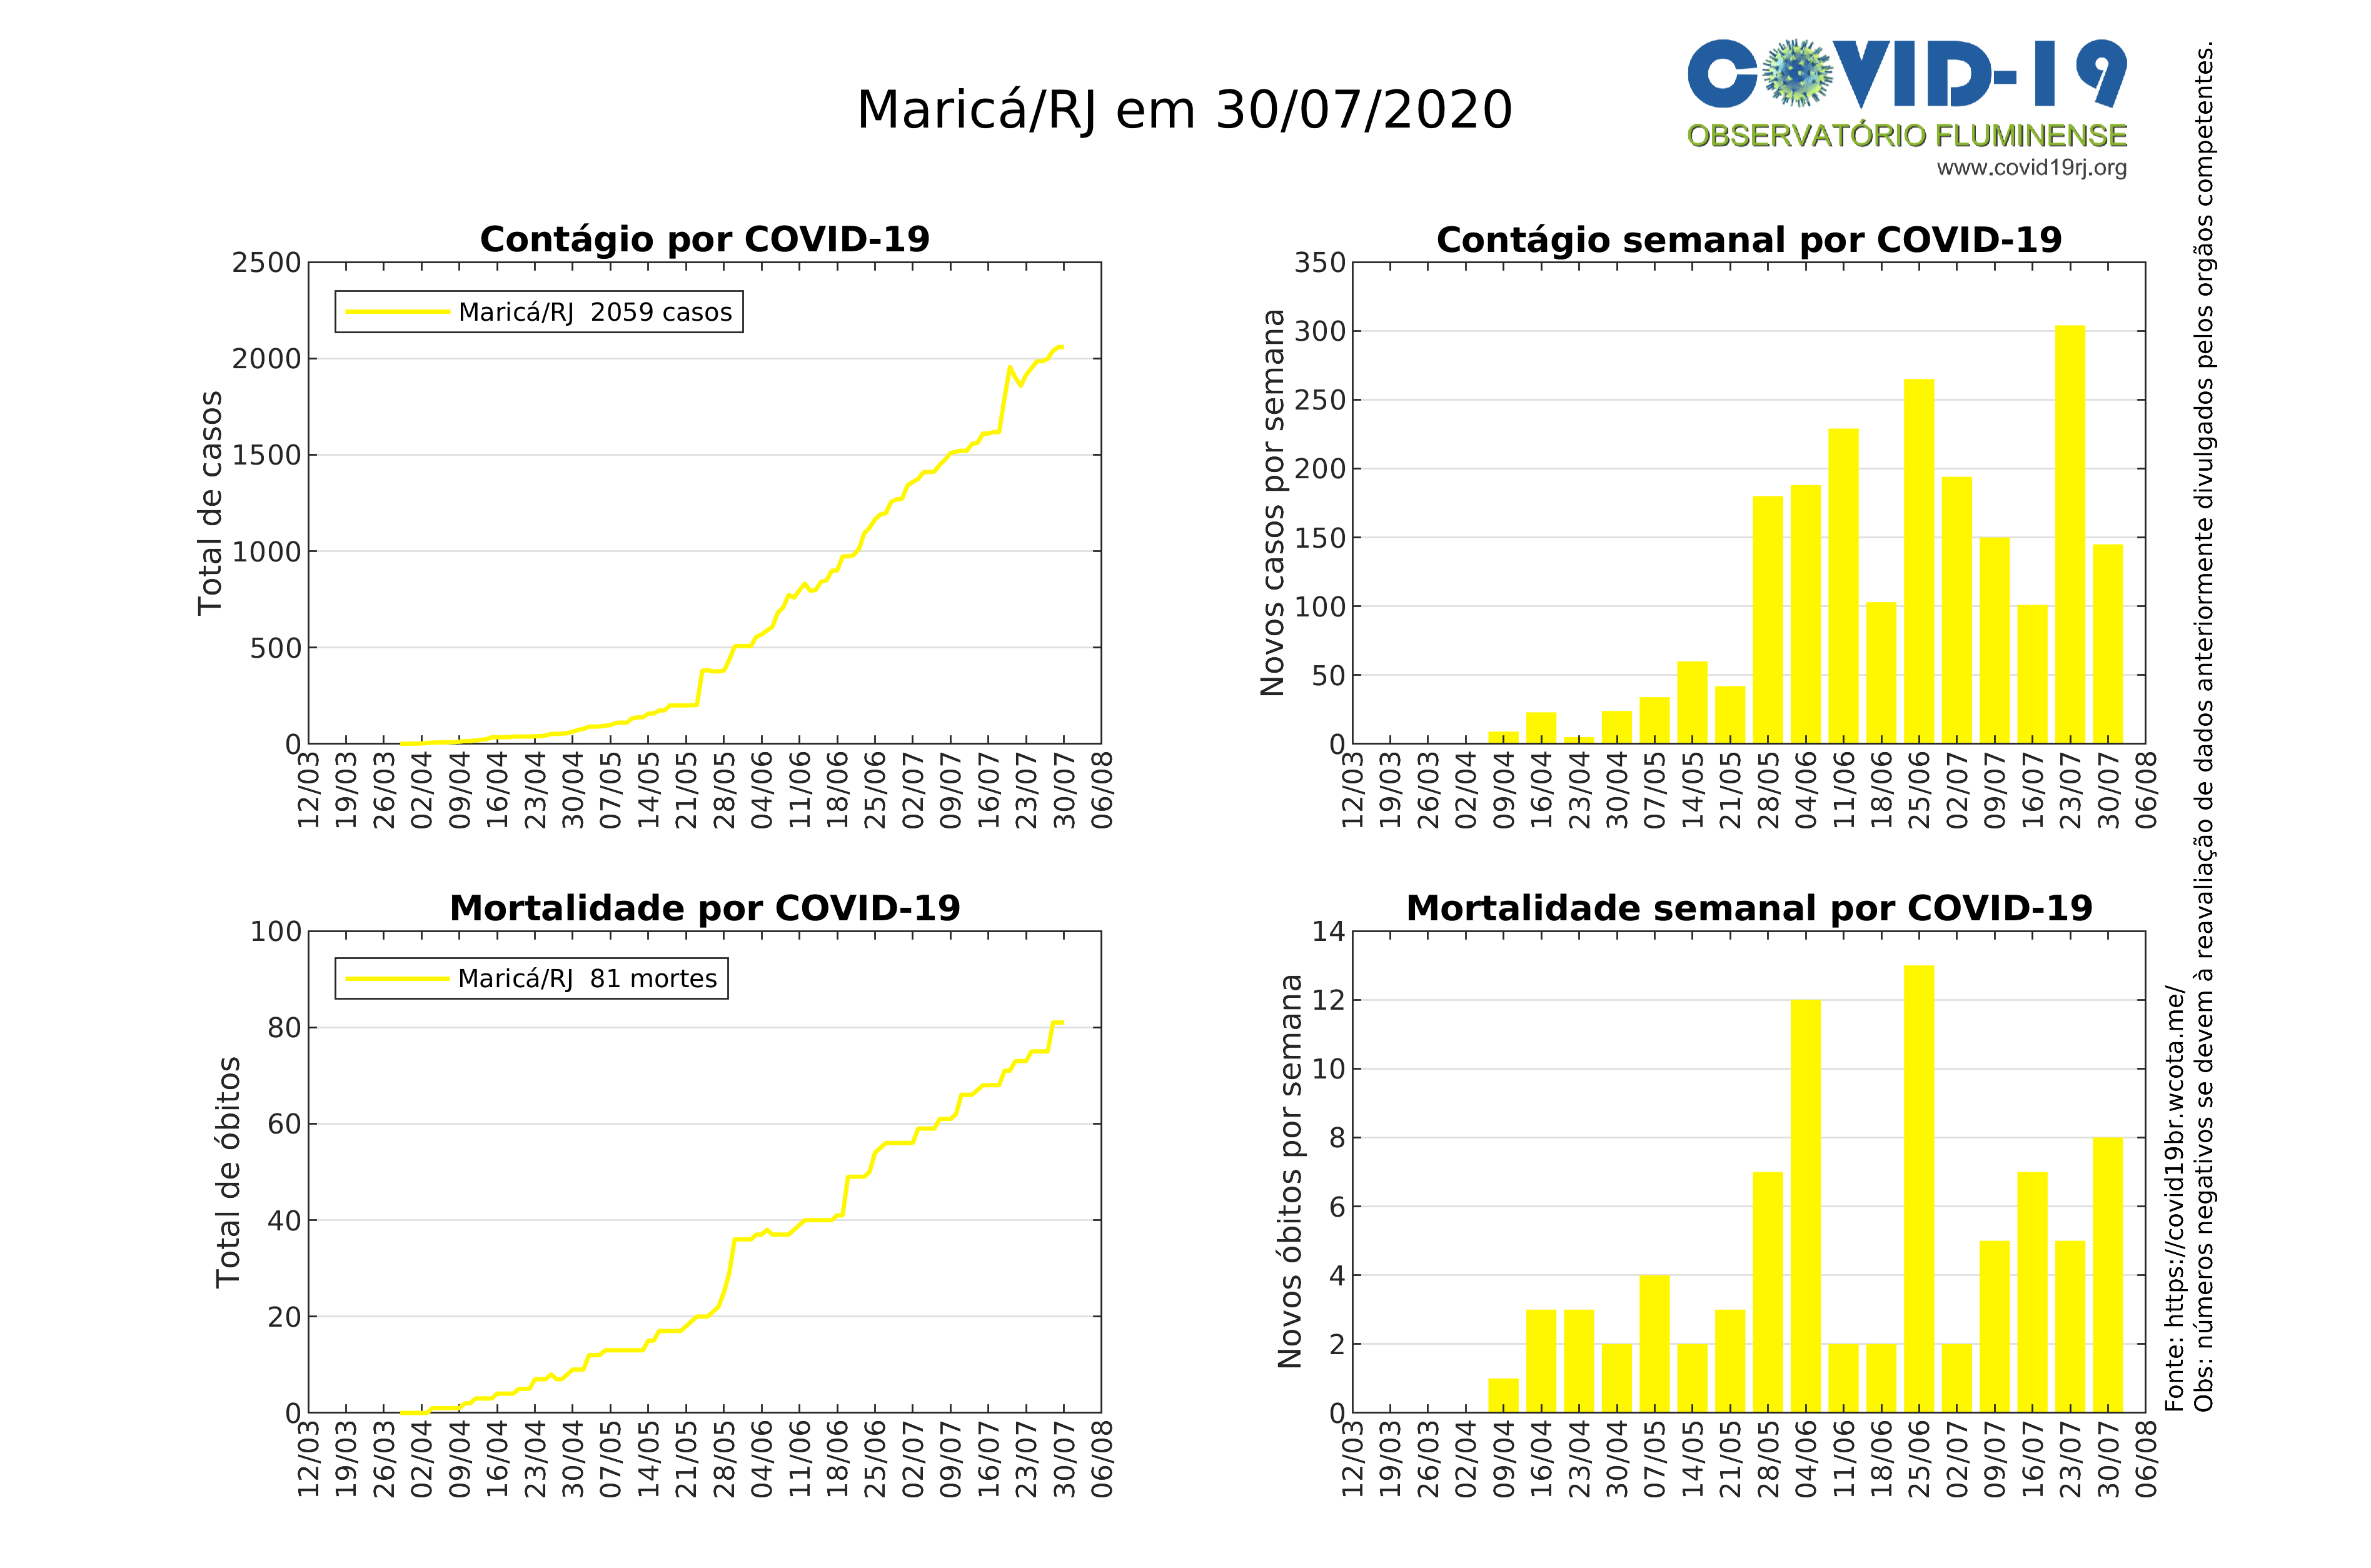 Maricá/RJ em 30/07/2020
COVID-19
OBSERVATÓRIO FLUMINENSE
www.covid19rj.org
Contágio por COVID-19
Total de casos
2500
2000
1500
1000
500
0
Maricá/RJ 2059 casos
12/03 19/03 26/03 02/04 09/04 16/04 23/04 30/04 07/05 14/05 21/05 28/05 04/06 11/06 18/06 25/06 02/07 09/07 16/07 23/07 30/07 06/08
Contágio semanal por COVID-19
Novos casos por semana
350
300
250
200
150
100
50
0
12/03 19/03 26/03 02/04 09/04 16/04 23/04 30/04 07/05 14/05 21/05 28/05 04/06 11/06 18/06 25/06 02/07 09/07 16/07 23/07 30/07 06/08
Mortalidade por COVID-19
Total de óbitos
100
80
60
40
20
0
Maricá/RJ 81 mortes
12/03 19/03 26/03 02/04 09/04 16/04 23/04 30/04 07/05 14/05 21/05 28/05 04/06 11/06 18/06 25/06 02/07 09/07 16/07 23/07 30/07 06/08
Mortalidade semanal por COVID-19
Novos óbitos por semana
14
12
10
8
6
4
2
0
12/03 19/03 26/03 02/04 09/04 16/04 23/04 30/04 07/05 14/05 21/05 28/05 04/06 11/06 18/06 25/06 02/07 09/07 16/07 23/07 30/07 06/08
Fonte: https://covid19br.wcota.me/
Obs: números negativos se devem à reavaliação de dados anteriormente divulgados pelos orgãos competentes.